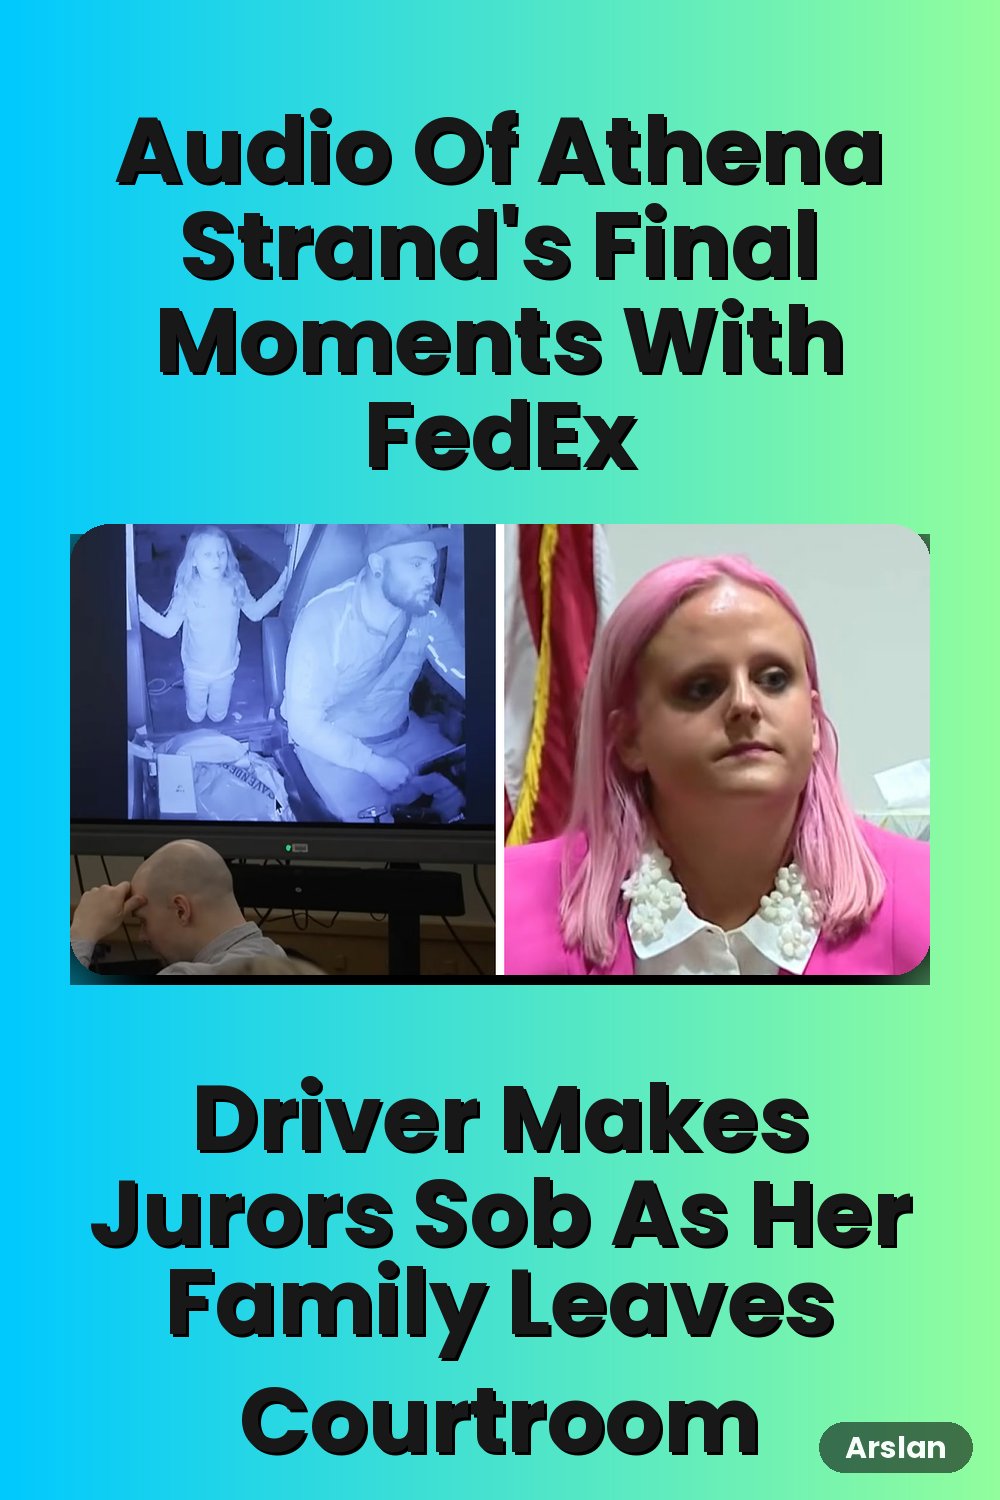 Audio Of Athena
Strand's Final
Moments With
FedEx
Driver Makes
Jurors Sob As Her
Family Leaves
Courtroom
Arslan